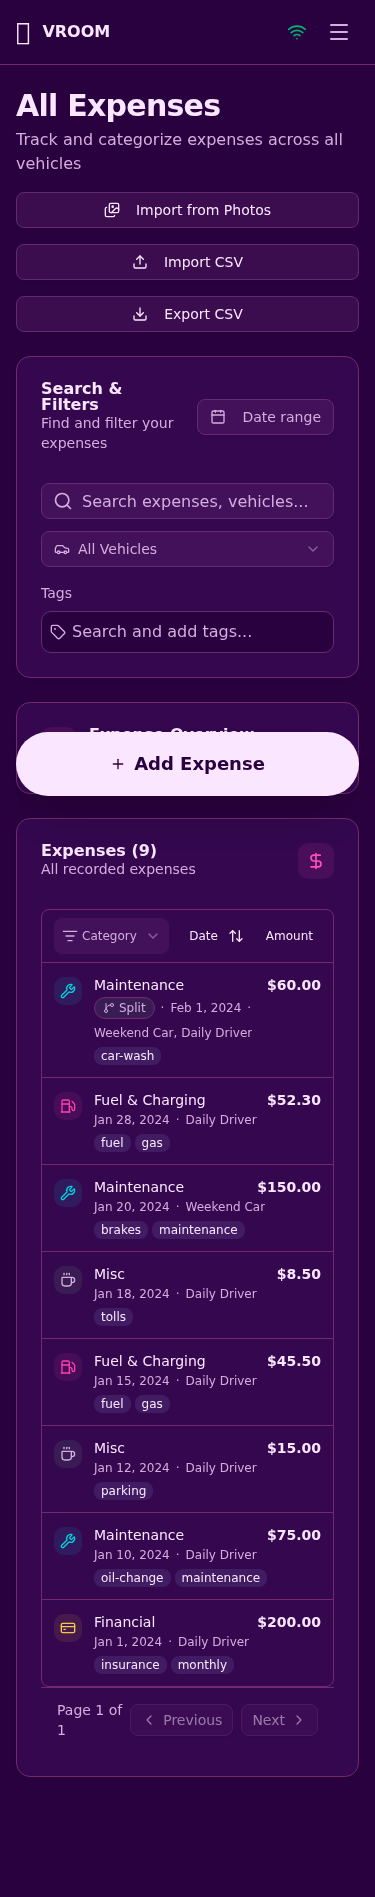 VROOM
All Expenses
Track and categorize expenses across all
vehicles
Import from Photos
Import CSV
Export CSV
Search &
Filters
Find and filter your
expenses
Date range
Search expenses, vehicles...
All Vehicles
Tags
Search and add tags...
+ Add Expense
Expenses (9)
All recorded expenses
Category Date Amount
Maintenance $60.00
Split · Feb 1, 2024 ·
Weekend Car, Daily Driver
car-wash
Fuel & Charging $52.30
Jan 28, 2024 · Daily Driver
fuel gas
Maintenance $150.00
Jan 20, 2024 · Weekend Car
brakes maintenance
Misc $8.50
Jan 18, 2024 · Daily Driver
tolls
Fuel & Charging $45.50
Jan 15, 2024 · Daily Driver
fuel gas
Misc $15.00
Jan 12, 2024 · Daily Driver
parking
Maintenance $75.00
Jan 10, 2024 · Daily Driver
oil-change maintenance
Financial $200.00
Jan 1, 2024 · Daily Driver
insurance monthly
Page 1 of
1
Previous Next